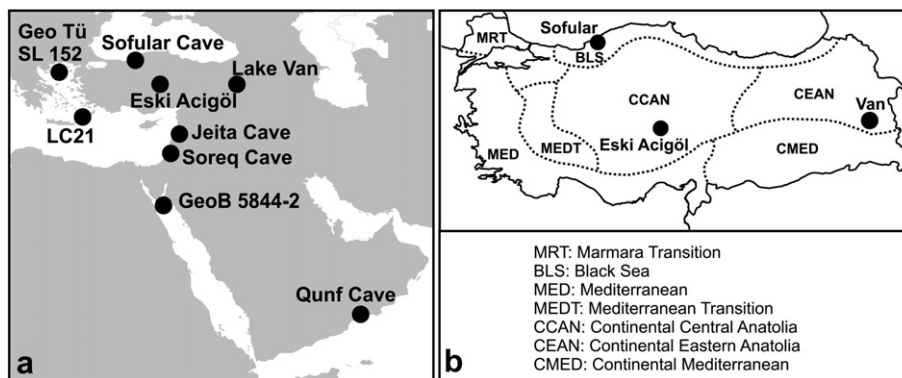 Geo Tü
SL 152
Sofular Cave
Lake Van
Eski Acigöl
LC21
Jeita Cave
Soreq Cave
GeoB 5844-2
Qunf Cave
a
MRT
Sofular
BLS
CCAN
CEAN
Van
Eski Acigöl
MED
MEDT
CMED
MRT: Marmara Transition
BLS: Black Sea
MED: Mediterranean
MEDT: Mediterranean Transition
CCAN: Continental Central Anatolia
CEAN: Continental Eastern Anatolia
CMED: Continental Mediterranean
b